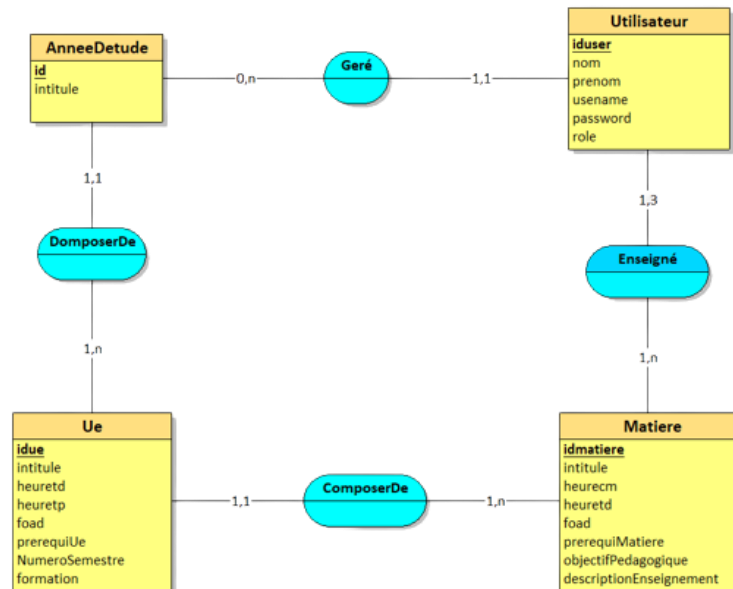 AnneeDetude
id
intitule
0,n
Geré
1,1
Utilisateur
iduser
nom
prenom
usename
password
role
1,1
DomposerDe
1,n
1,3
Enseigné
1,n
Ue
idue
intitule
heuretd
heuretp
foad
prerequiUe
NumeroSemestre
formation
1,1
ComposerDe
1,n
Matiere
idmatiere
intitule
heurecm
heuretd
foad
prerequiMatiere
objectifPedagogique
descriptionEnseignement